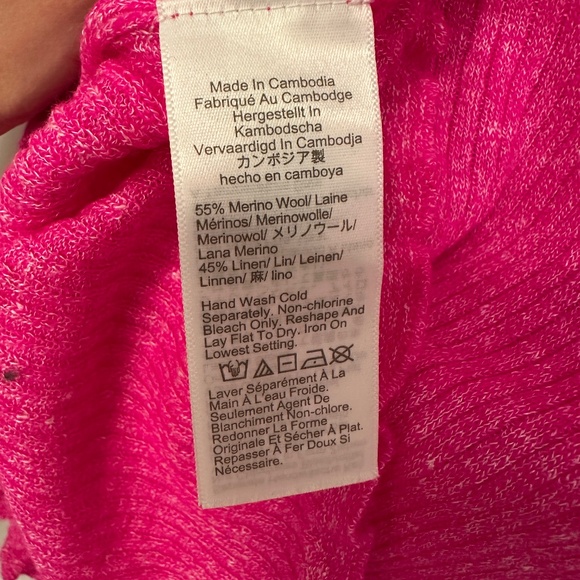 Made In Cambodia
Fabriqué Au Cambodge
Hergestellt In
Kambodscha
Vervaardigd In Cambodja
カンボジア製
hecho en camboya
55% Merino Wool/ Laine
Mérinos/ Merinowolle/
Merinowol/ メリノウール/
Lana Merino
45% Linen/ Lin/ Leinen/
Linnen/ 麻/ lino
Hand Wash Cold
Separately. Non-chlorine
Bleach Only. Reshape And
Lay Flat To Dry. Iron On
Lowest Setting.
Laver Séparément À La
Main À L'eau Froide.
Seulement Agent De
Blanchiment Non-chlore.
Redonner La Forme
Originale Et Sécher À Plat.
Repasser À Fer Doux Si
Nécessaire.